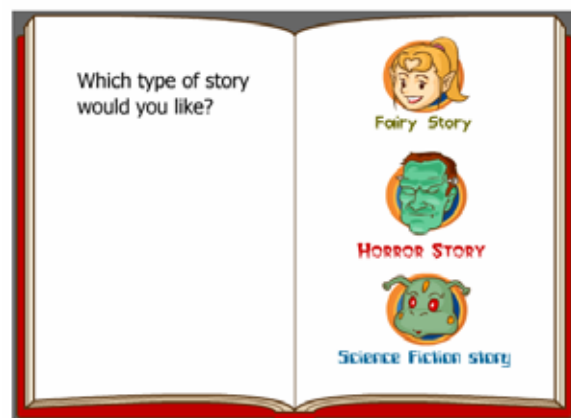 Which type of story
would you like?
Fairy Story
HORROR STORY
Science Fiction story